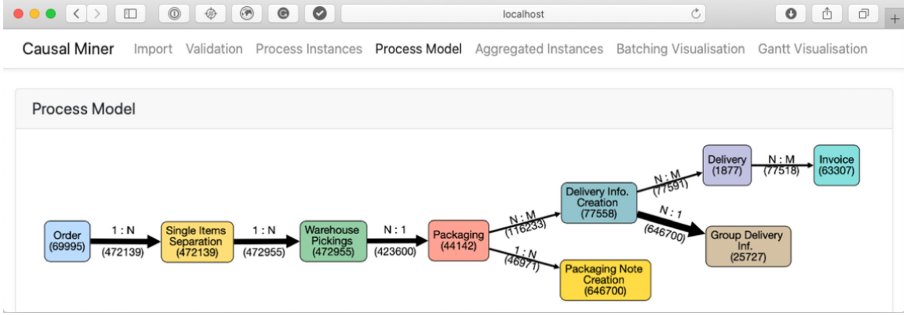 localhost
Causal Miner Import Validation Process Instances Process Model Aggregated Instances Batching Visualisation Gantt Visualisation
Process Model
Order
(69995)
1 : N
(472139)
Single Items
Separation
(472139)
1 : N
(472955)
Warehouse
Pickings
(472955)
N : 1
(423600)
Packaging
(44142)
N : M
(116233)
1 : N
(46971)
Delivery Info.
Creation
(77558)
Packaging Note
Creation
(646700)
N : M
(77591)
N : 1
(646700)
Delivery
(1877)
N : M
(77518)
Invoice
(63307)
Group Delivery
Inf.
(25727)